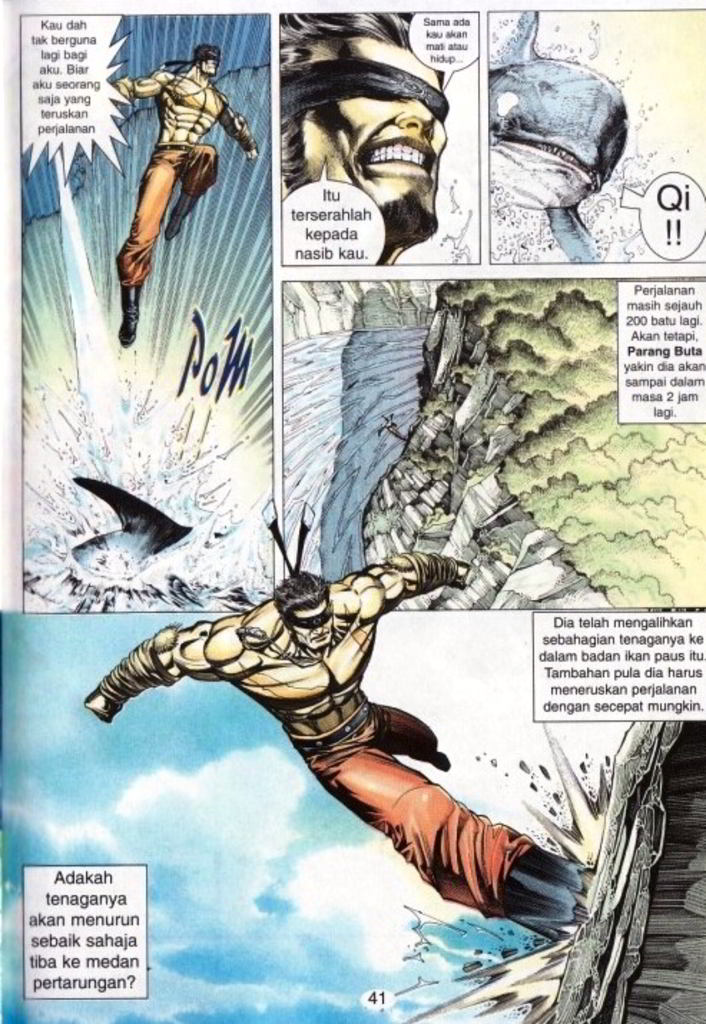 Kau dah
tak berguna
lagi bagi
aku. Biar
aku seorang
saja yang
teruskan
perjalanan
POM
Sama ada
kau akan
mati atau
hidup...
Itu
terserahlah
kepada
nasib kau.
Qi
!!
Perjalanan
masih sejauh
200 batu lagi.
Akan tetapi,
Parang Buta
yakin dia akan
sampai dalam
masa 2 jam
lagi.
Dia telah mengalihkan
sebahagian tenaganya ke
dalam badan ikan paus itu.
Tambahan pula dia harus
meneruskan perjalanan
dengan secepat mungkin.
Adakah
tenaganya
akan menurun
sebaik sahaja
tiba ke medan
pertarungan?
41